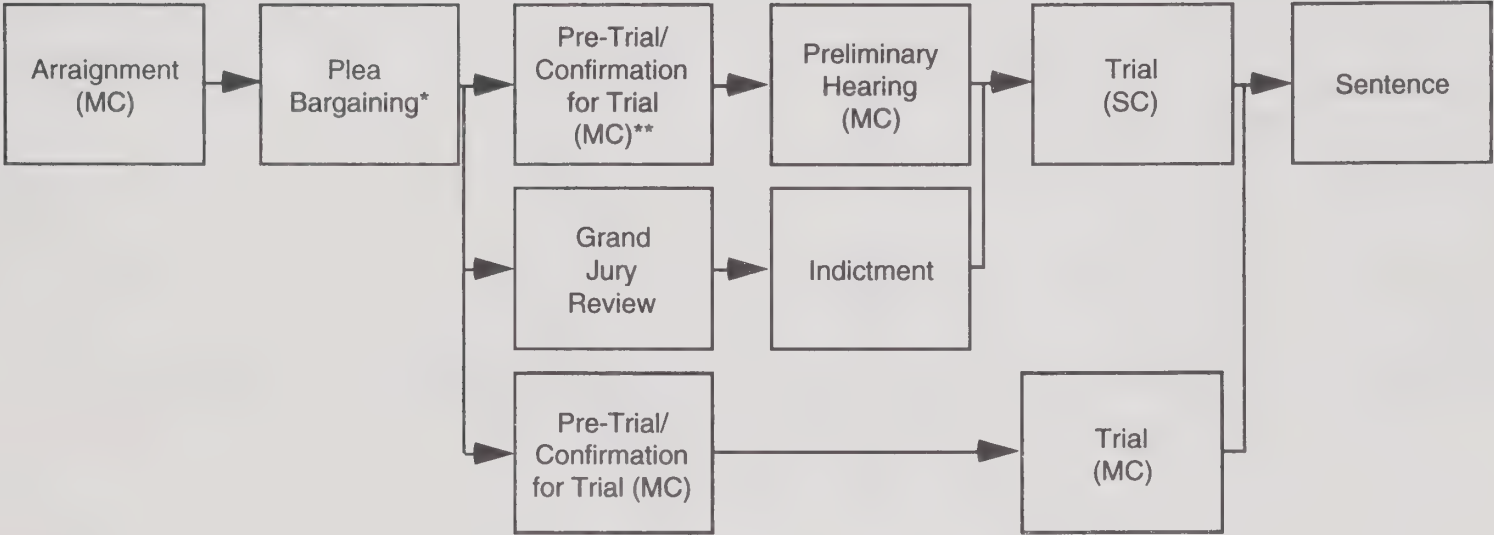 Arraignment
(MC)
Plea
Bargaining*
Pre-Trial/
Confirmation
for Trial
(MC)**
Preliminary
Hearing
(MC)
Trial
(SC)
Sentence
Grand
Jury
Review
Indictment
Pre-Trial/
Confirmation
for Trial (MC)
Trial
(MC)